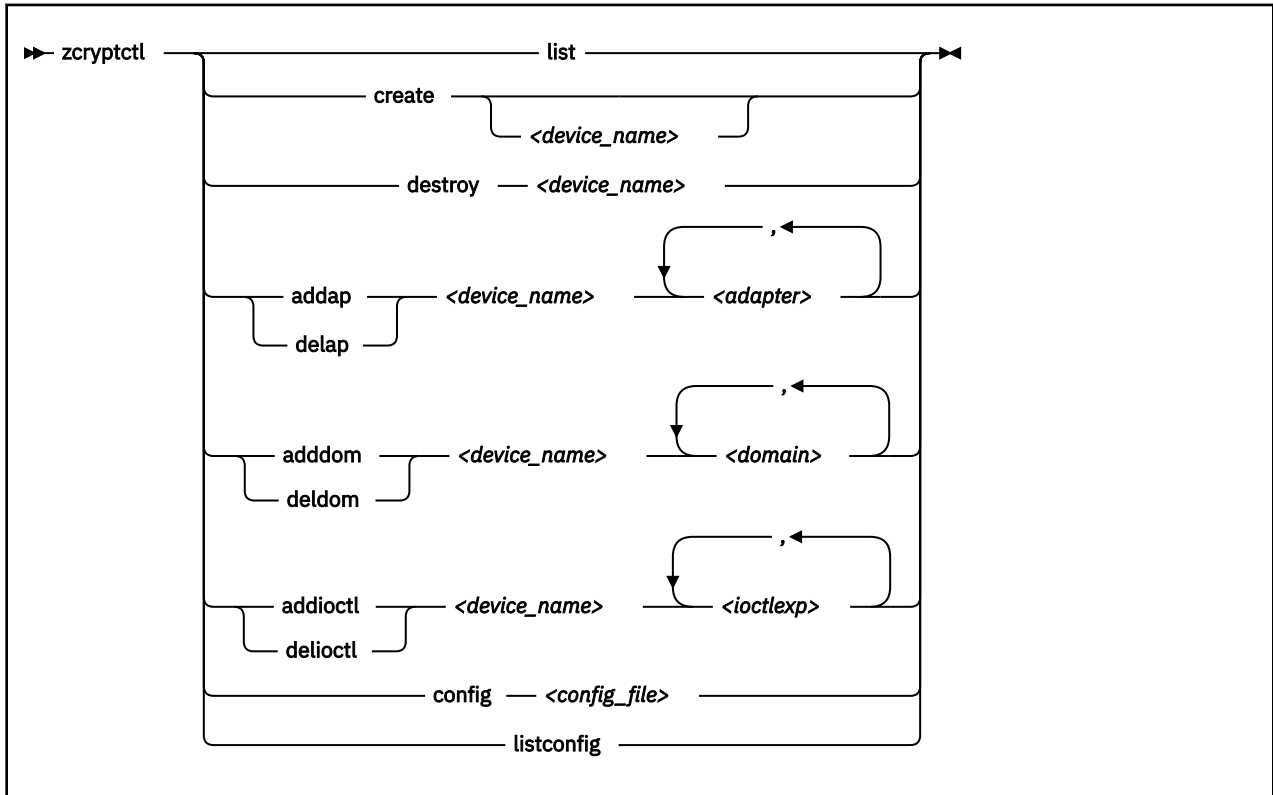 zcryptctl list
create
<device_name>
destroy <device_name>
,
addap <device_name> <adapter>
delap
,
adddom <device_name> <domain>
deldom
,
addioctl <device_name> <ioctlexp>
delioctl
config <config_file>
listconfig